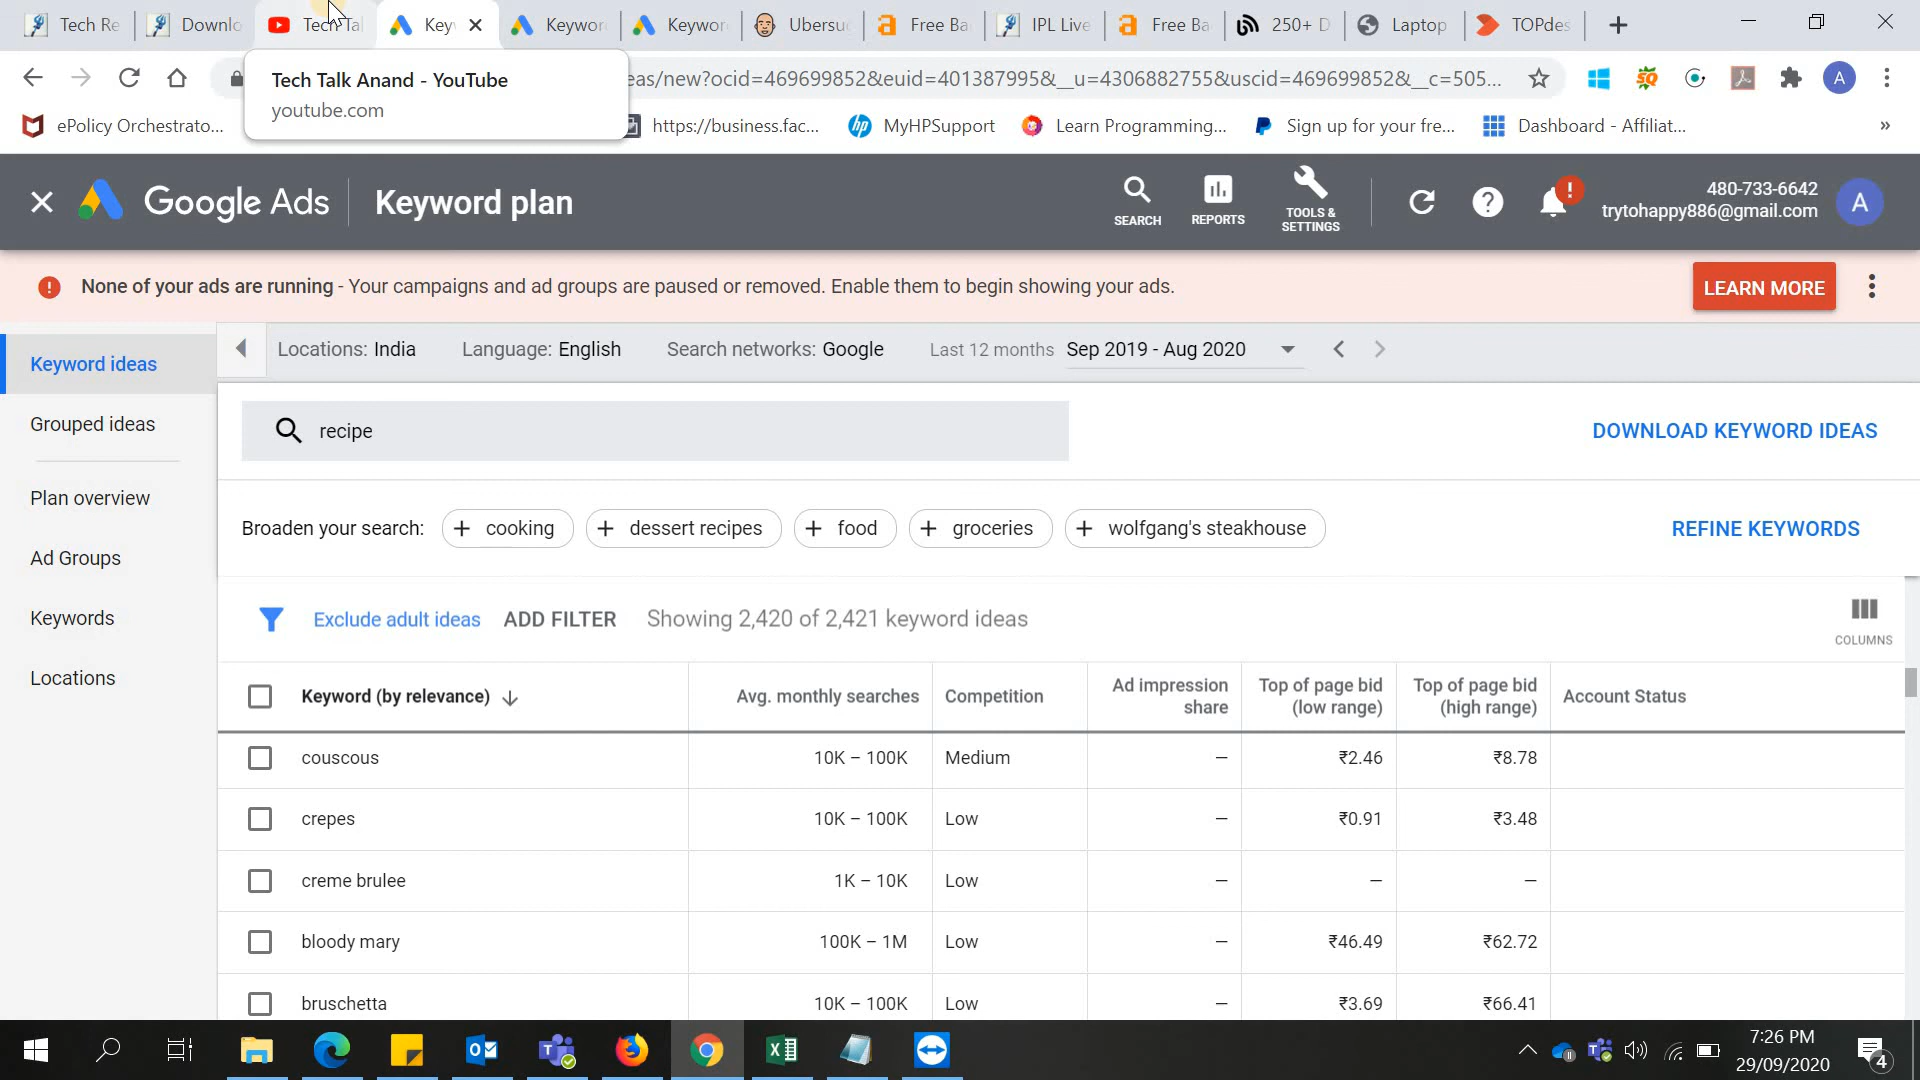 Tech Re
Downlo
Tech Tal
Key
Keywor
Keywor
Ubersu
Free Ba
IPL Live
Free Ba
250+ D
Laptop
TOPdes
Tech Talk Anand - YouTube
youtube.com
eas/new?ocid=469699852&euid=401387995&__u=4306882755&uscid=469699852&__c=505...
A
ePolicy Orchestrato...
https://business.fac...
MyHPSupport
Learn Programming...
Sign up for your fre...
Dashboard - Affiliat...
»
Google Ads
Keyword plan
SEARCH
REPORTS
TOOLS &
SETTINGS
480-733-6642
trytohappy886@gmail.com
A
None of your ads are running - Your campaigns and ad groups are paused or removed. Enable them to begin showing your ads.
LEARN MORE
Keyword ideas
Grouped ideas
Plan overview
Ad Groups
Keywords
Locations
Locations: India
Language: English
Search networks: Google
Last 12 months Sep 2019 - Aug 2020
recipe
DOWNLOAD KEYWORD IDEAS
Broaden your search:
+ cooking
+ dessert recipes
+ food
+ groceries
+ wolfgang's steakhouse
REFINE KEYWORDS
Exclude adult ideas
ADD FILTER
Showing 2,420 of 2,421 keyword ideas
COLUMNS
Keyword (by relevance)
Avg. monthly searches
Competition
Ad impression
share
Top of page bid
(low range)
Top of page bid
(high range)
Account Status
couscous 10K – 100K Medium — ₹2.46 ₹8.78
crepes 10K – 100K Low — ₹0.91 ₹3.48
creme brulee 1K – 10K Low — — —
bloody mary 100K – 1M Low — ₹46.49 ₹62.72
bruschetta 10K – 100K Low — ₹3.69 ₹66.41
7:26 PM
29/09/2020
4